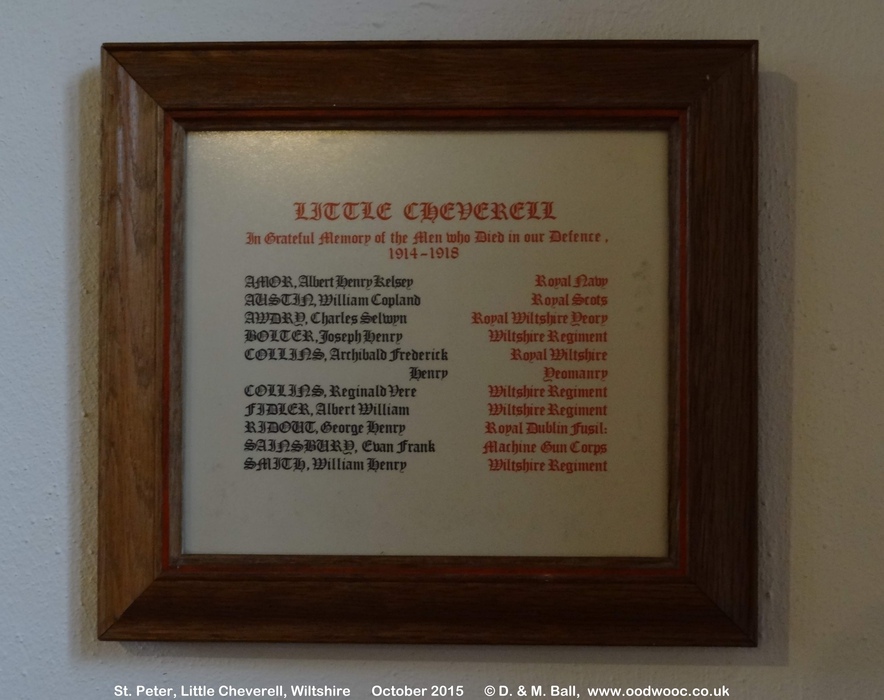 LITTLE CHEVERELL
In Grateful Memory of the Men who Died in our Defence,
1914-1918
AMOR, Albert Henry Kelsey Royal Navy
AUSTIN, William Copland Royal Scots
AWDRY, Charles Selwyn Royal Wiltshire Yeory
BOLTER, Joseph Henry Wiltshire Regiment
COLLINS, Archibald Frederick Royal Wiltshire
Henry Yeomanry
COLLINS, Reginald Vere Wiltshire Regiment
FIDLER, Albert William Wiltshire Regiment
RIDOUT, George Henry Royal Dublin Fusil:
SAINSBURY, Evan Frank Machine Gun Corps
SMITH, William Henry Wiltshire Regiment
St. Peter, Little Cheverell, Wiltshire October 2015 © D. & M. Ball, www.oodwooc.co.uk